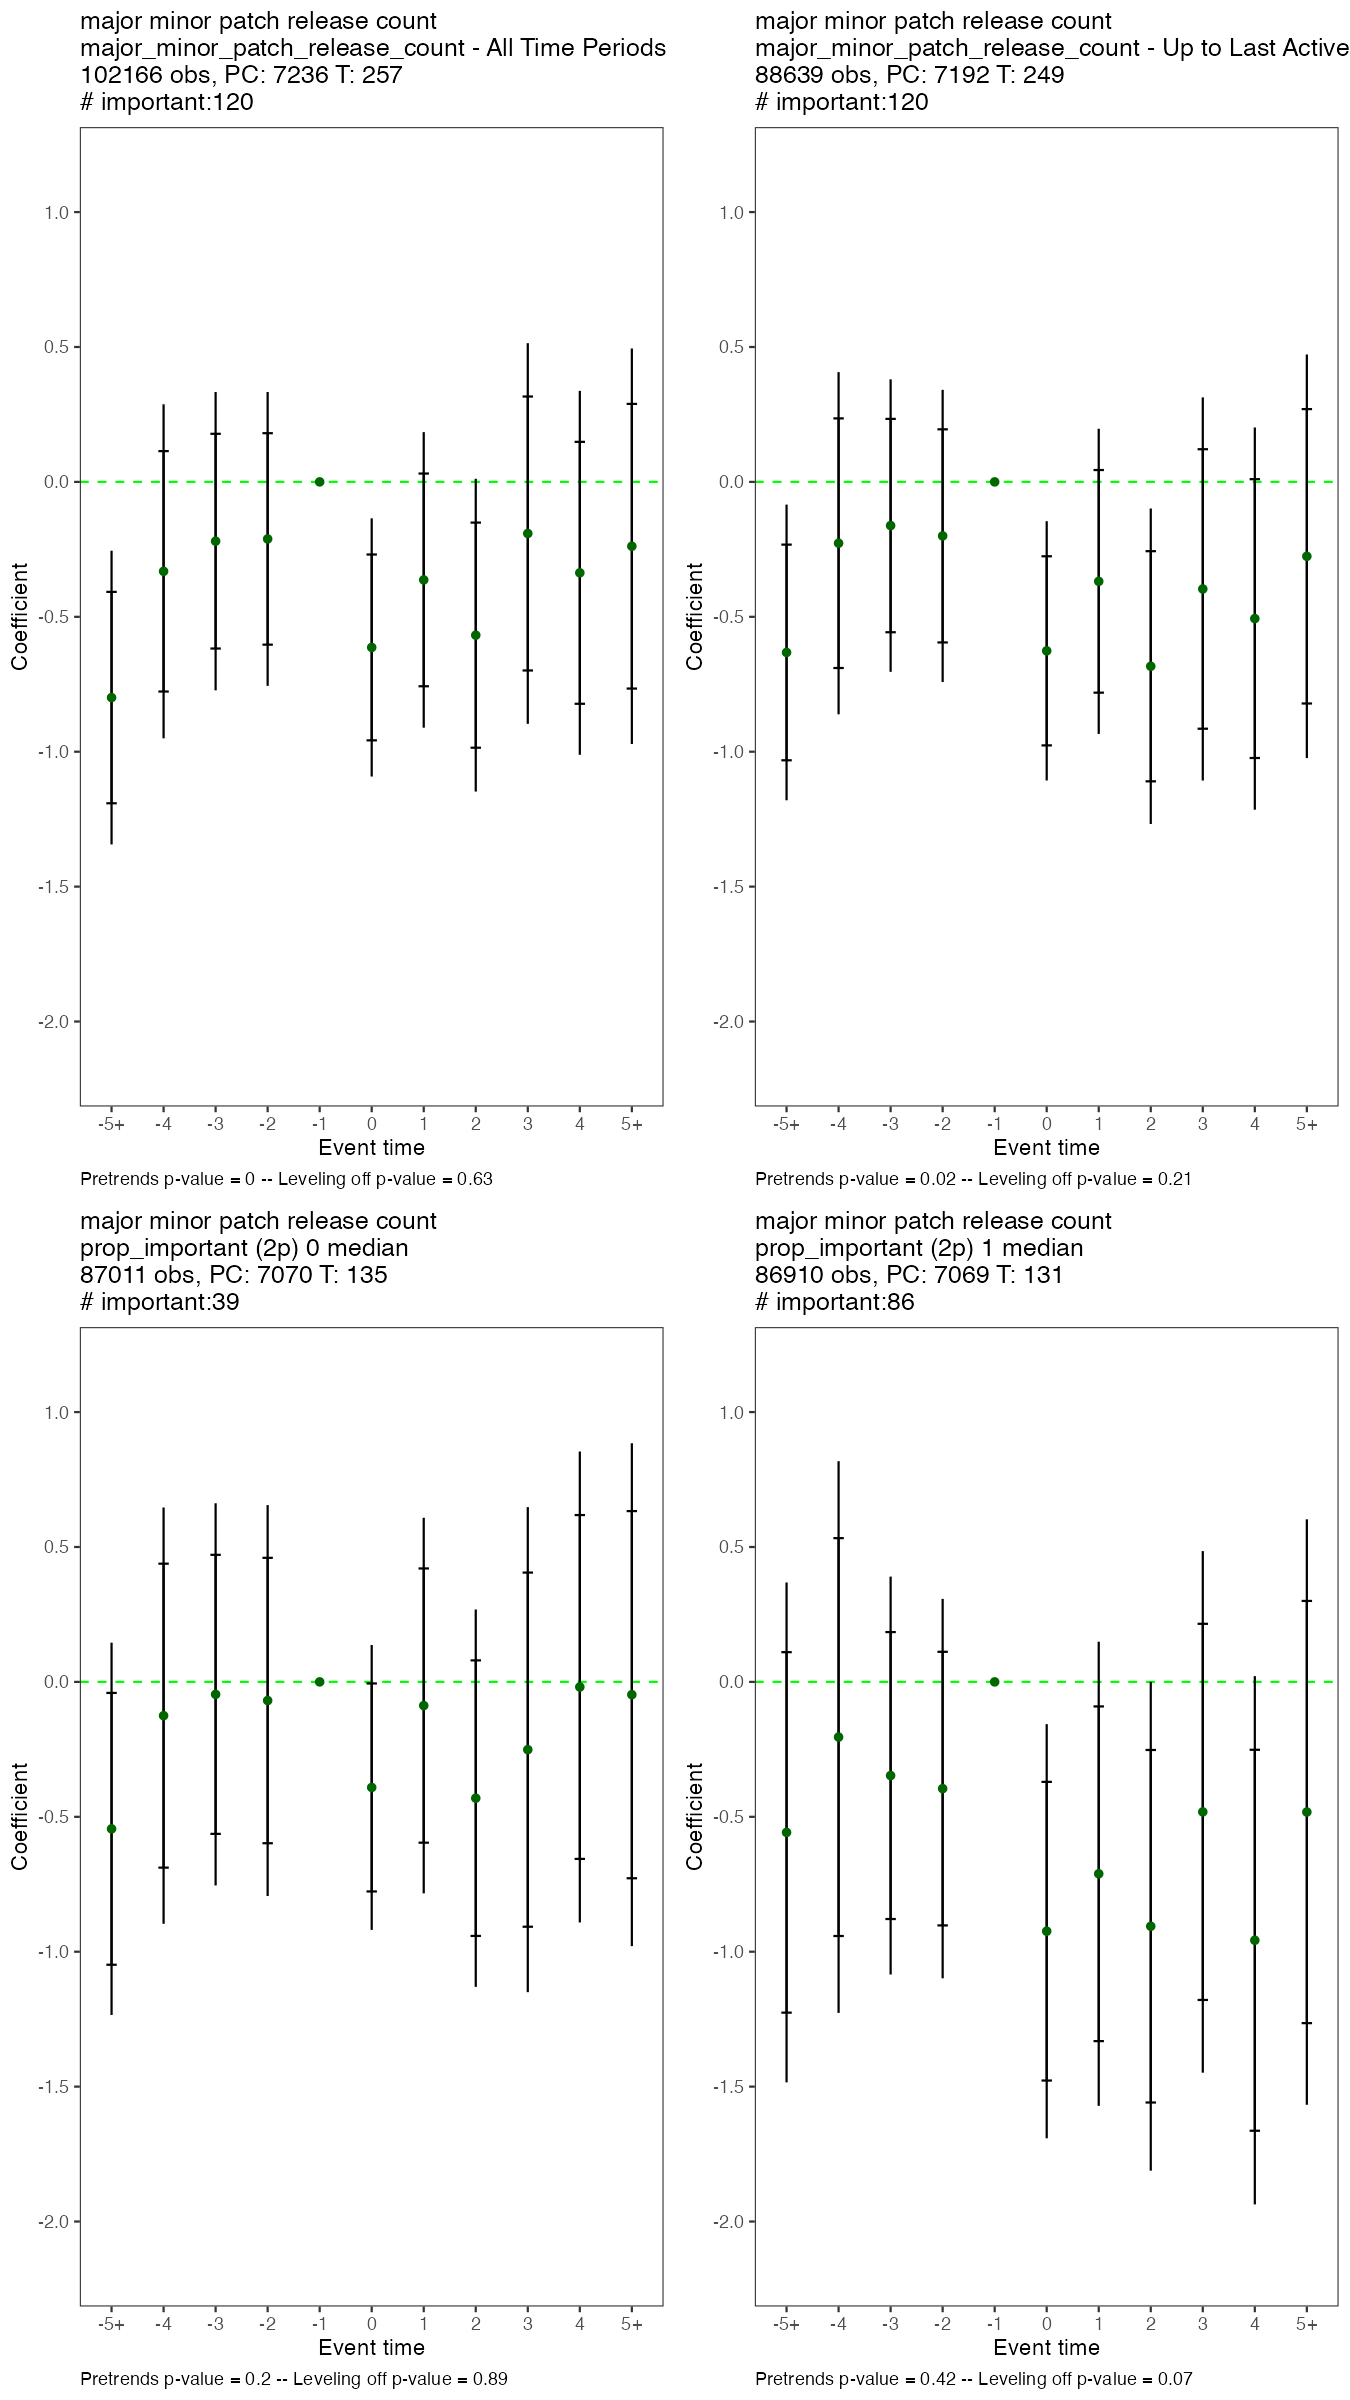 major minor patch release count
major_minor_patch_release_count - All Time Periods
102166 obs, PC: 7236 T: 257
# important:120
1.0
0.5
0.0
-0.5
-1.0
-1.5
-2.0
Coefficient
-5+ -4 -3 -2 -1 0 1 2 3 4 5+
Event time
Pretrends p-value = 0 -- Leveling off p-value = 0.63
major minor patch release count
major_minor_patch_release_count - Up to Last Active
88639 obs, PC: 7192 T: 249
# important:120
1.0
0.5
0.0
-0.5
-1.0
-1.5
-2.0
Coefficient
-5+ -4 -3 -2 -1 0 1 2 3 4 5+
Event time
Pretrends p-value = 0.02 -- Leveling off p-value = 0.21
major minor patch release count
prop_important (2p) 0 median
87011 obs, PC: 7070 T: 135
# important:39
1.0
0.5
0.0
-0.5
-1.0
-1.5
-2.0
Coefficient
-5+ -4 -3 -2 -1 0 1 2 3 4 5+
Event time
Pretrends p-value = 0.2 -- Leveling off p-value = 0.89
major minor patch release count
prop_important (2p) 1 median
86910 obs, PC: 7069 T: 131
# important:86
1.0
0.5
0.0
-0.5
-1.0
-1.5
-2.0
Coefficient
-5+ -4 -3 -2 -1 0 1 2 3 4 5+
Event time
Pretrends p-value = 0.42 -- Leveling off p-value = 0.07